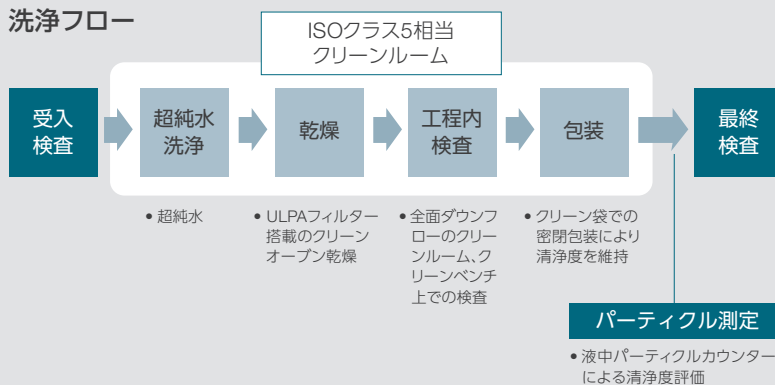 洗浄フロー
ISOクラス5相当
クリーンルーム
受入
検査
超純水
洗浄
乾燥
工程内
検査
包装
最終
検査
• 超純水
• ULPAフィルター
搭載のクリーン
オーブン乾燥
• 全面ダウンフ
ローのクリー
ンルーム、ク
リーンベンチ
上での検査
• クリーン袋での
密閉包装により
清浄度を維持
パーティクル測定
• 液中パーティクルカウンター
による清浄度評価